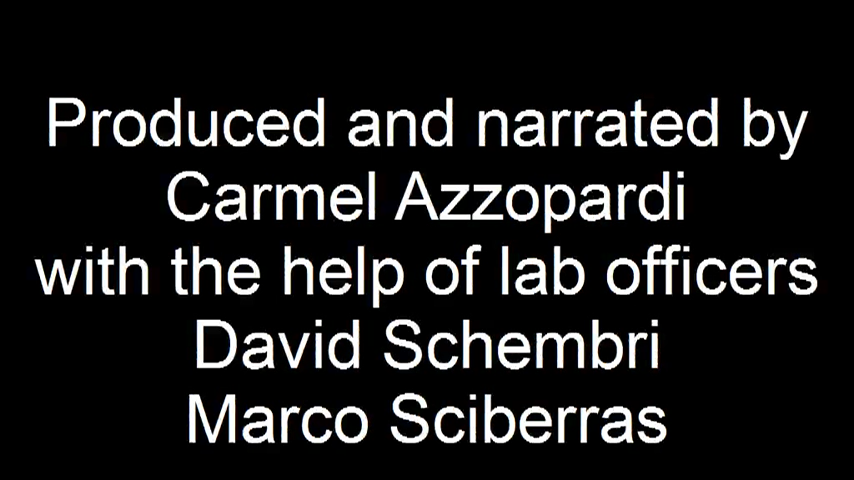 Produced and narrated by
Carmel Azzopardi
with the help of lab officers
David Schembri
Marco Sciberras